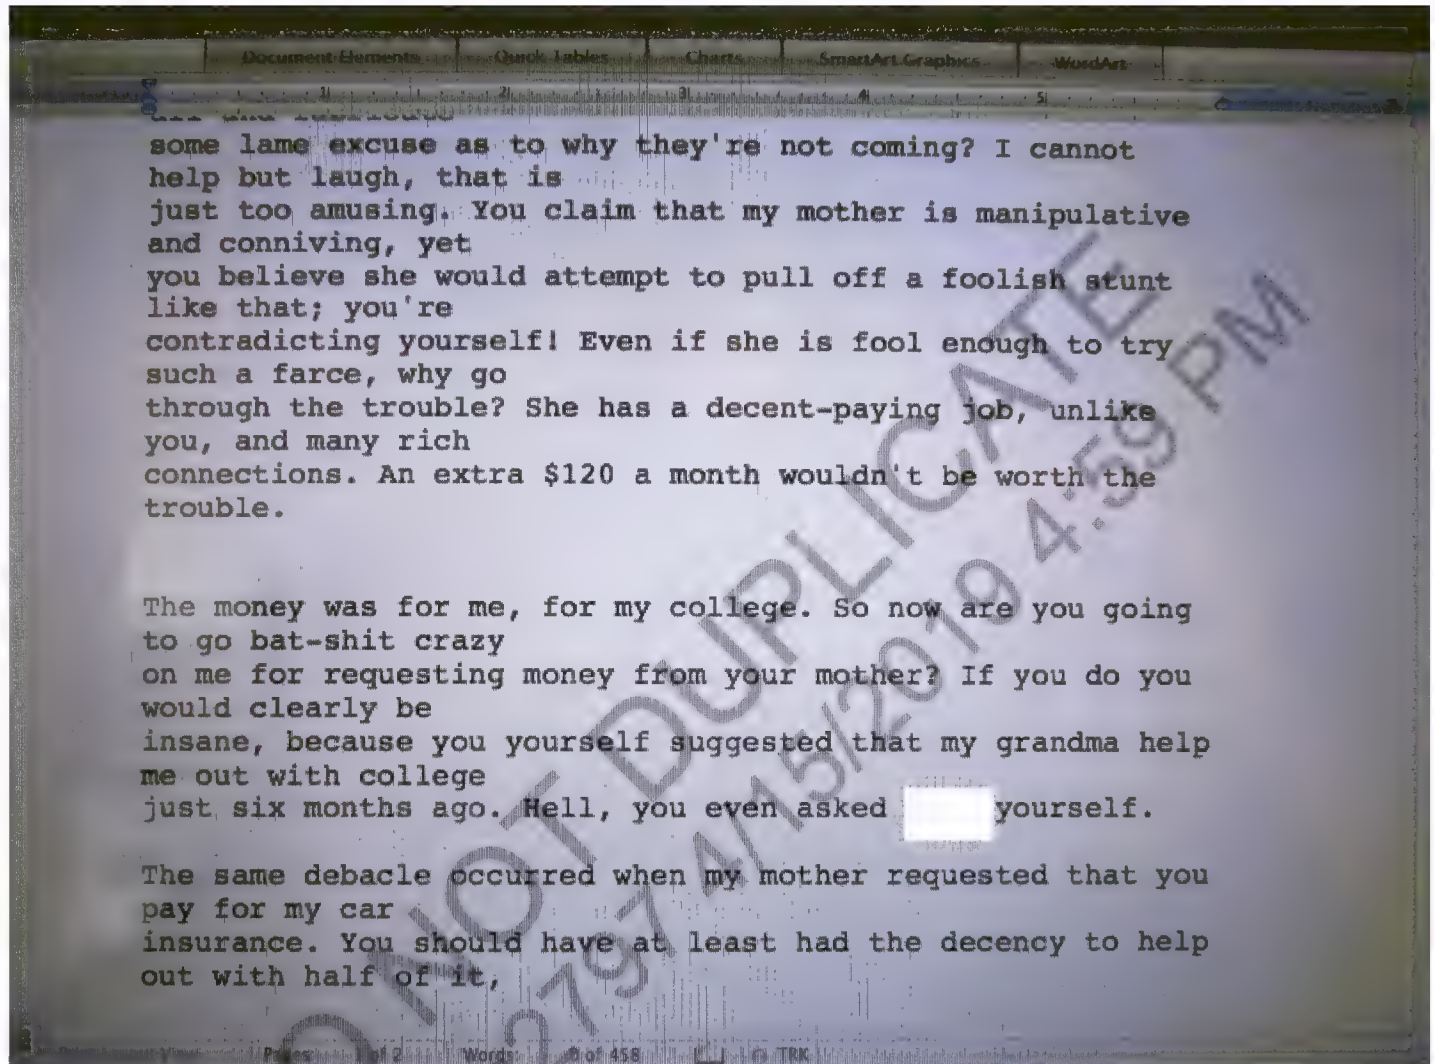 Document Elements Quick Tables Charts SmartArt Graphics WordArt
1 2 3 4 5
some lame excuse as to why they're not coming? I cannot
help but laugh, that is
just too amusing. You claim that my mother is manipulative
and conniving, yet
you believe she would attempt to pull off a foolish stunt
like that; you're
contradicting yourself! Even if she is fool enough to try
such a farce, why go
through the trouble? She has a decent-paying job, unlike
you, and many rich
connections. An extra $120 a month wouldn't be worth the
trouble.
The money was for me, for my college. So now are you going
to go bat-shit crazy
on me for requesting money from your mother? If you do you
would clearly be
insane, because you yourself suggested that my grandma help
me out with college
just six months ago. Hell, you even asked yourself.
The same debacle occurred when my mother requested that you
pay for my car
insurance. You should have at least had the decency to help
out with half of it,
Pages: 1 of 2 Words: 0 of 458 TRK
O NOT DUPLICATE
2797 4/15/2019 4:59 PM